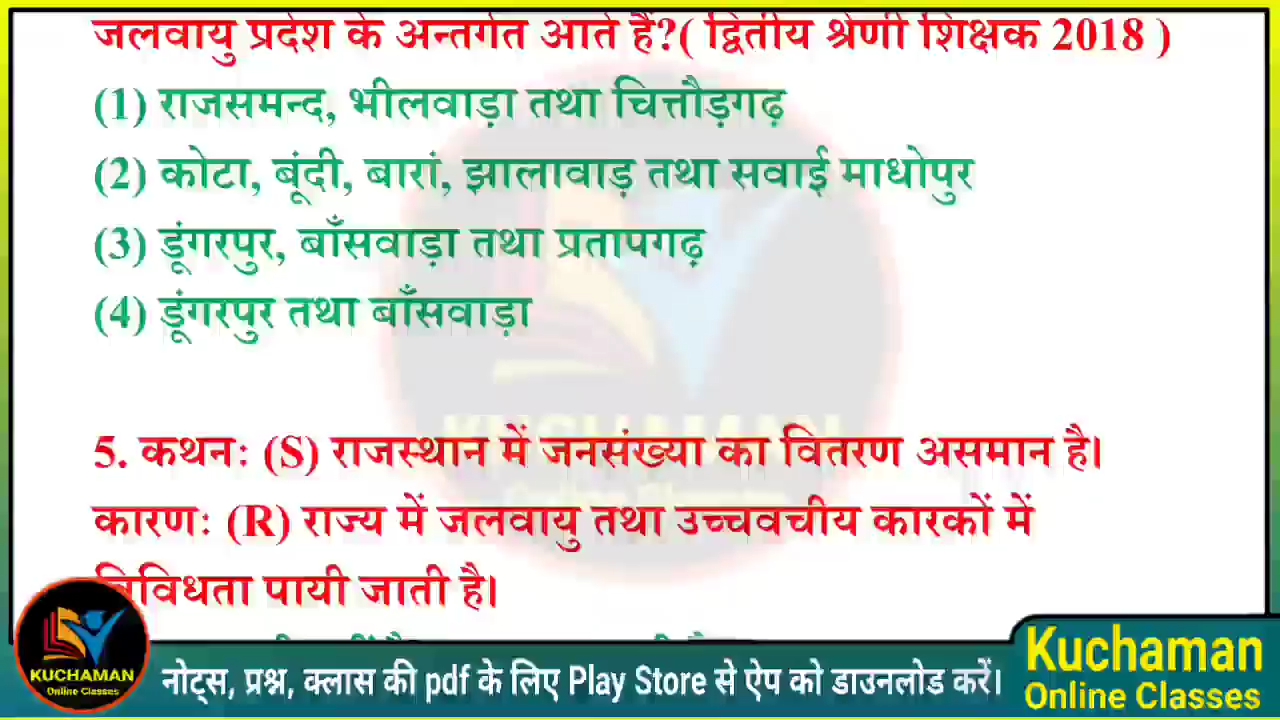 जलवायु प्रदेश के अन्तर्गत आते हैं?( द्वितीय श्रेणी शिक्षक 2018 )
(1) राजसमन्द, भीलवाड़ा तथा चित्तौड़गढ़
(2) कोटा, बूंदी, बारां, झालावाड़ तथा सवाई माधोपुर
(3) डूंगरपुर, बाँसवाड़ा तथा प्रतापगढ़
(4) डूंगरपुर तथा बाँसवाड़ा
KUCHAMAN
5. कथनः (S) राजस्थान में जनसंख्या का वितरण असमान है।
कारणः (R) राज्य में जलवायु तथा उच्चवचीय कारकों में
विविधता पायी जाती है।
KUCHAMAN
Online Classes
नोट्स, प्रश्न, क्लास की pdf के लिए Play Store से ऐप को डाउनलोड करें।
Kuchaman
Online Classes